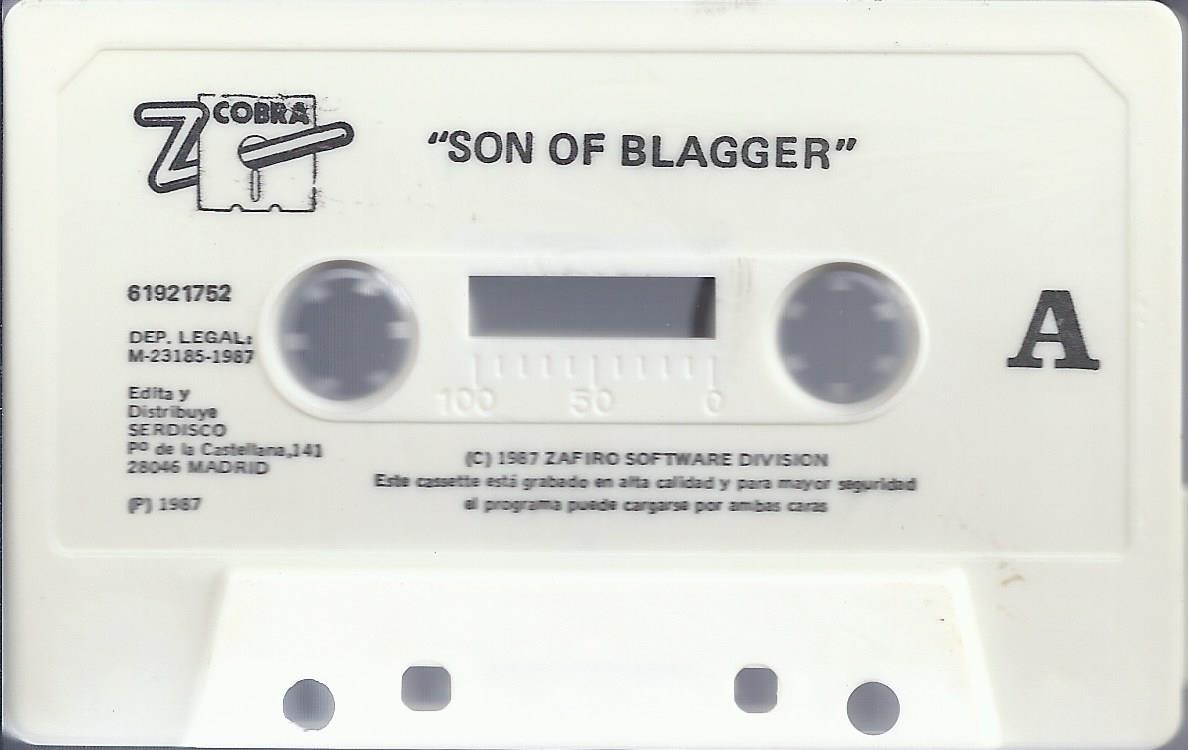 Z COBRA
"SON OF BLAGGER"
61921752
DEP. LEGAL:
M-23185-1987
Edita y
Distribuye
SERDISCO
Pº de la Castellana,141
28046 MADRID
(P) 1987
A
100 50 0
(C) 1987 ZAFIRO SOFTWARE DIVISION
Este cassette está grabado en alta calidad y para mayor seguridad
el programa puede cargarse por ambas caras